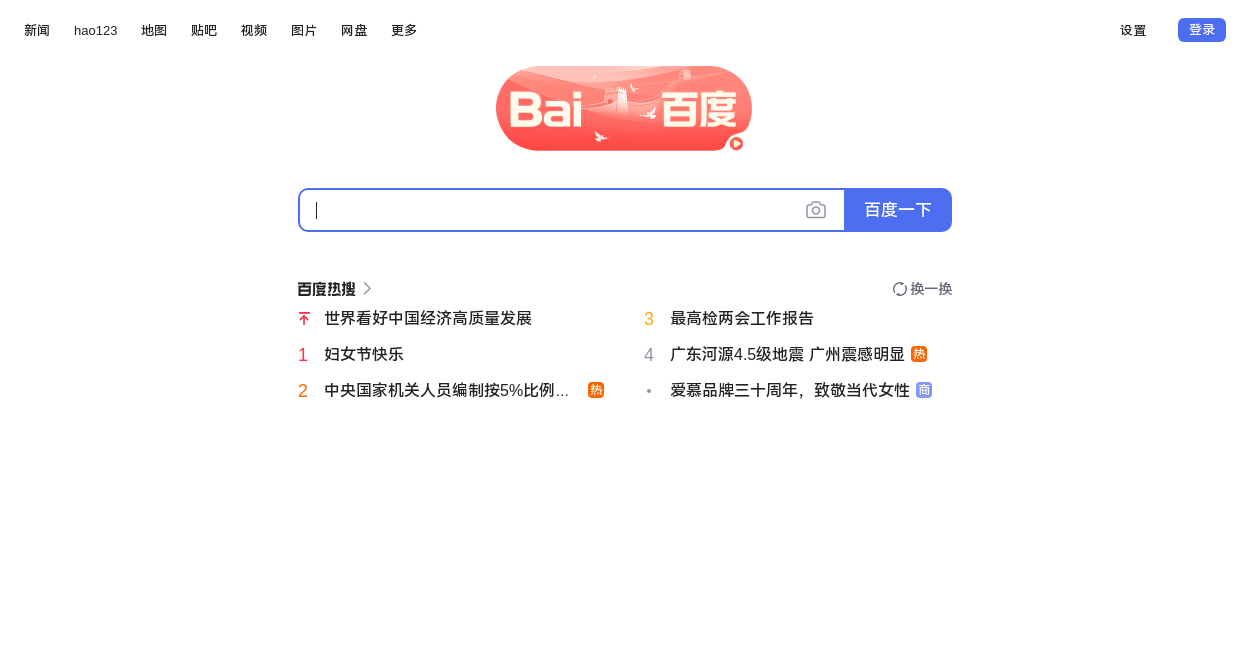 新闻 hao123 地图 贴吧 视频 图片 网盘 更多 设置 登录
Bai 百度
百度一下
百度热搜 换一换
世界看好中国经济高质量发展
1 妇女节快乐
2 中央国家机关人员编制按5%比例... 热
3 最高检两会工作报告
4 广东河源4.5级地震 广州震感明显 热
• 爱慕品牌三十周年，致敬当代女性 商